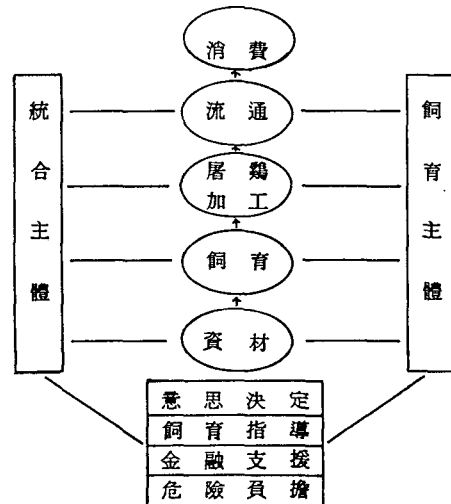 消費
流通
屠鷄
加工
飼育
資材
統合主體
飼育主體
意思決定
飼育指導
金融支援
危險負擔